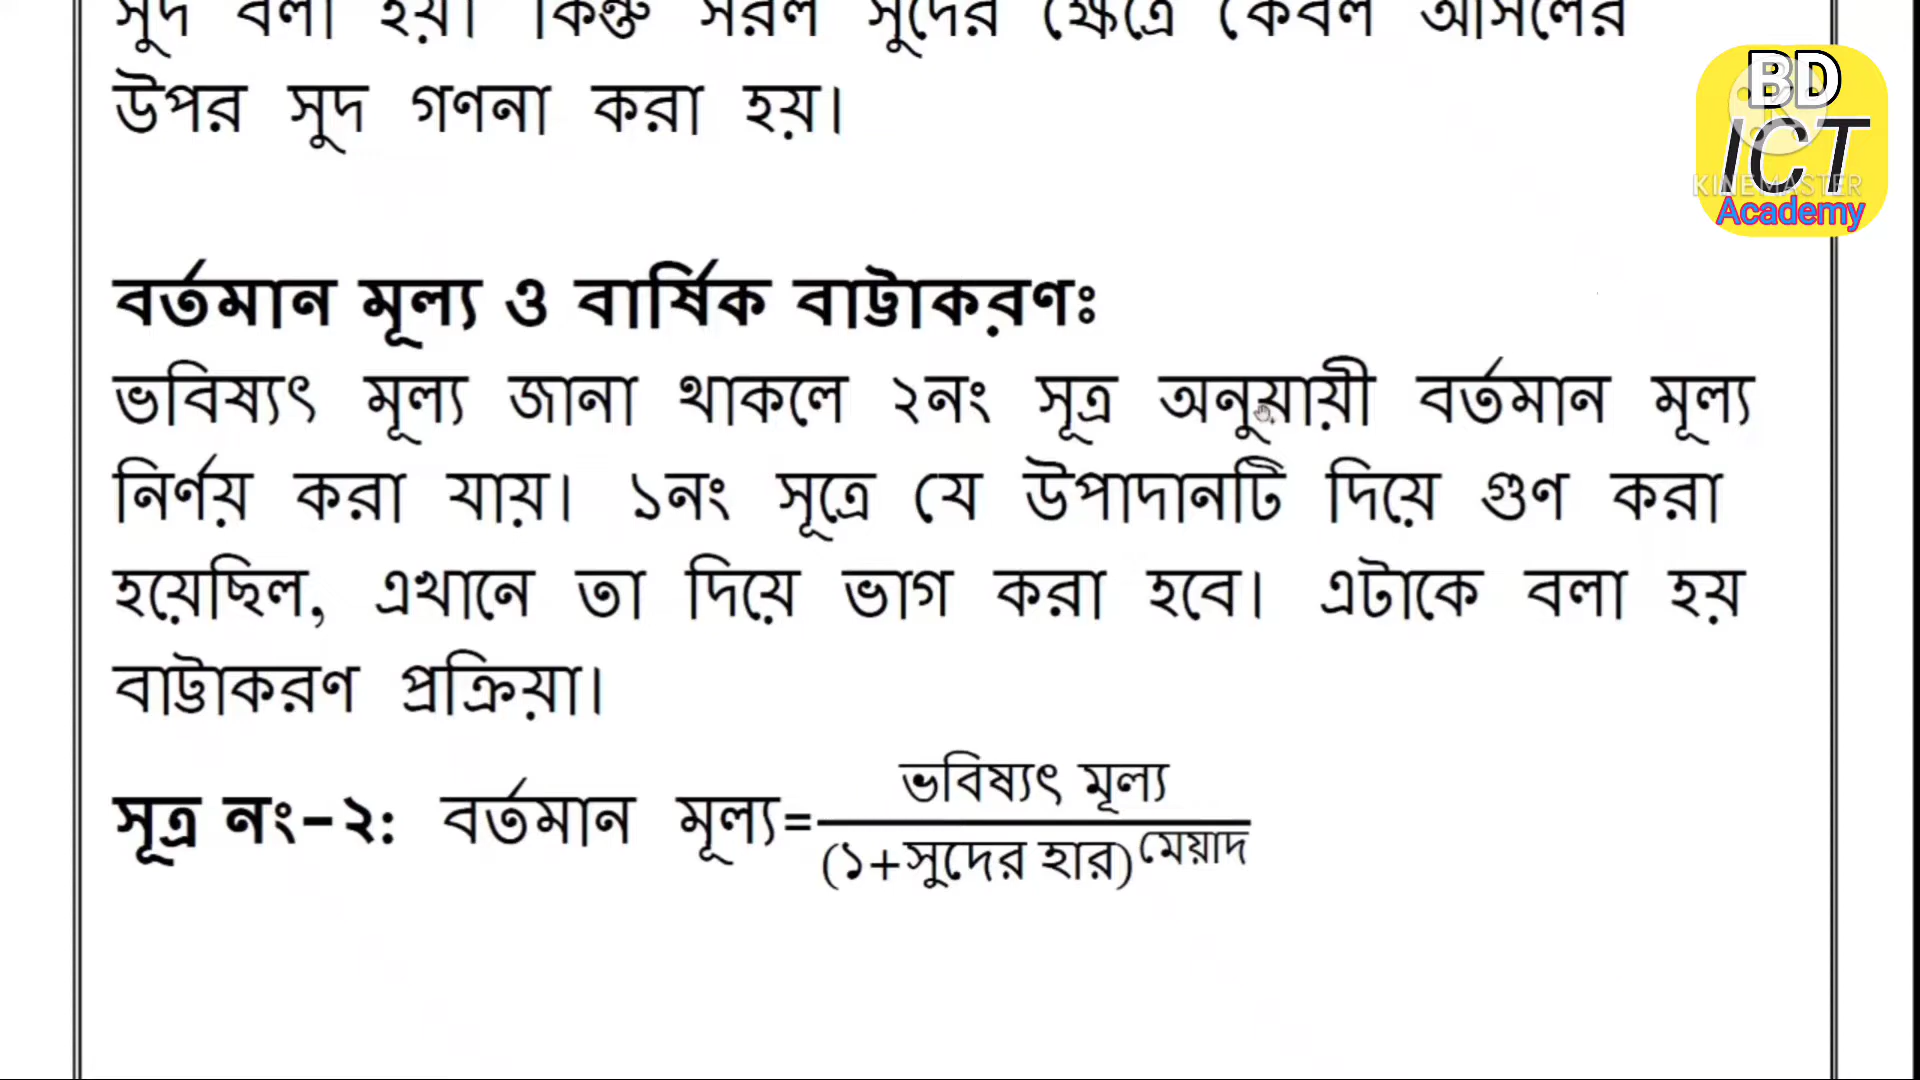 সুদ বলা হয়। কিন্তু সরল সুদের ক্ষেত্রে কেবল আসলের
উপর সুদ গণনা করা হয়।
BD
ICT
KINEMASTER
Academy
বর্তমান মূল্য ও বার্ষিক বাট্টাকরণঃ
ভবিষ্যৎ মূল্য জানা থাকলে ২নং সূত্র অনুযায়ী বর্তমান মূল্য
নির্ণয় করা যায়। ১নং সূত্রে যে উপাদানটি দিয়ে গুণ করা
হয়েছিল, এখানে তা দিয়ে ভাগ করা হবে। এটাকে বলা হয়
বাট্টাকরণ প্রক্রিয়া।
সূত্র নং-২: বর্তমান মূল্য= ভবিষ্যৎ মূল্য
(১+সুদের হার)^মেয়াদ